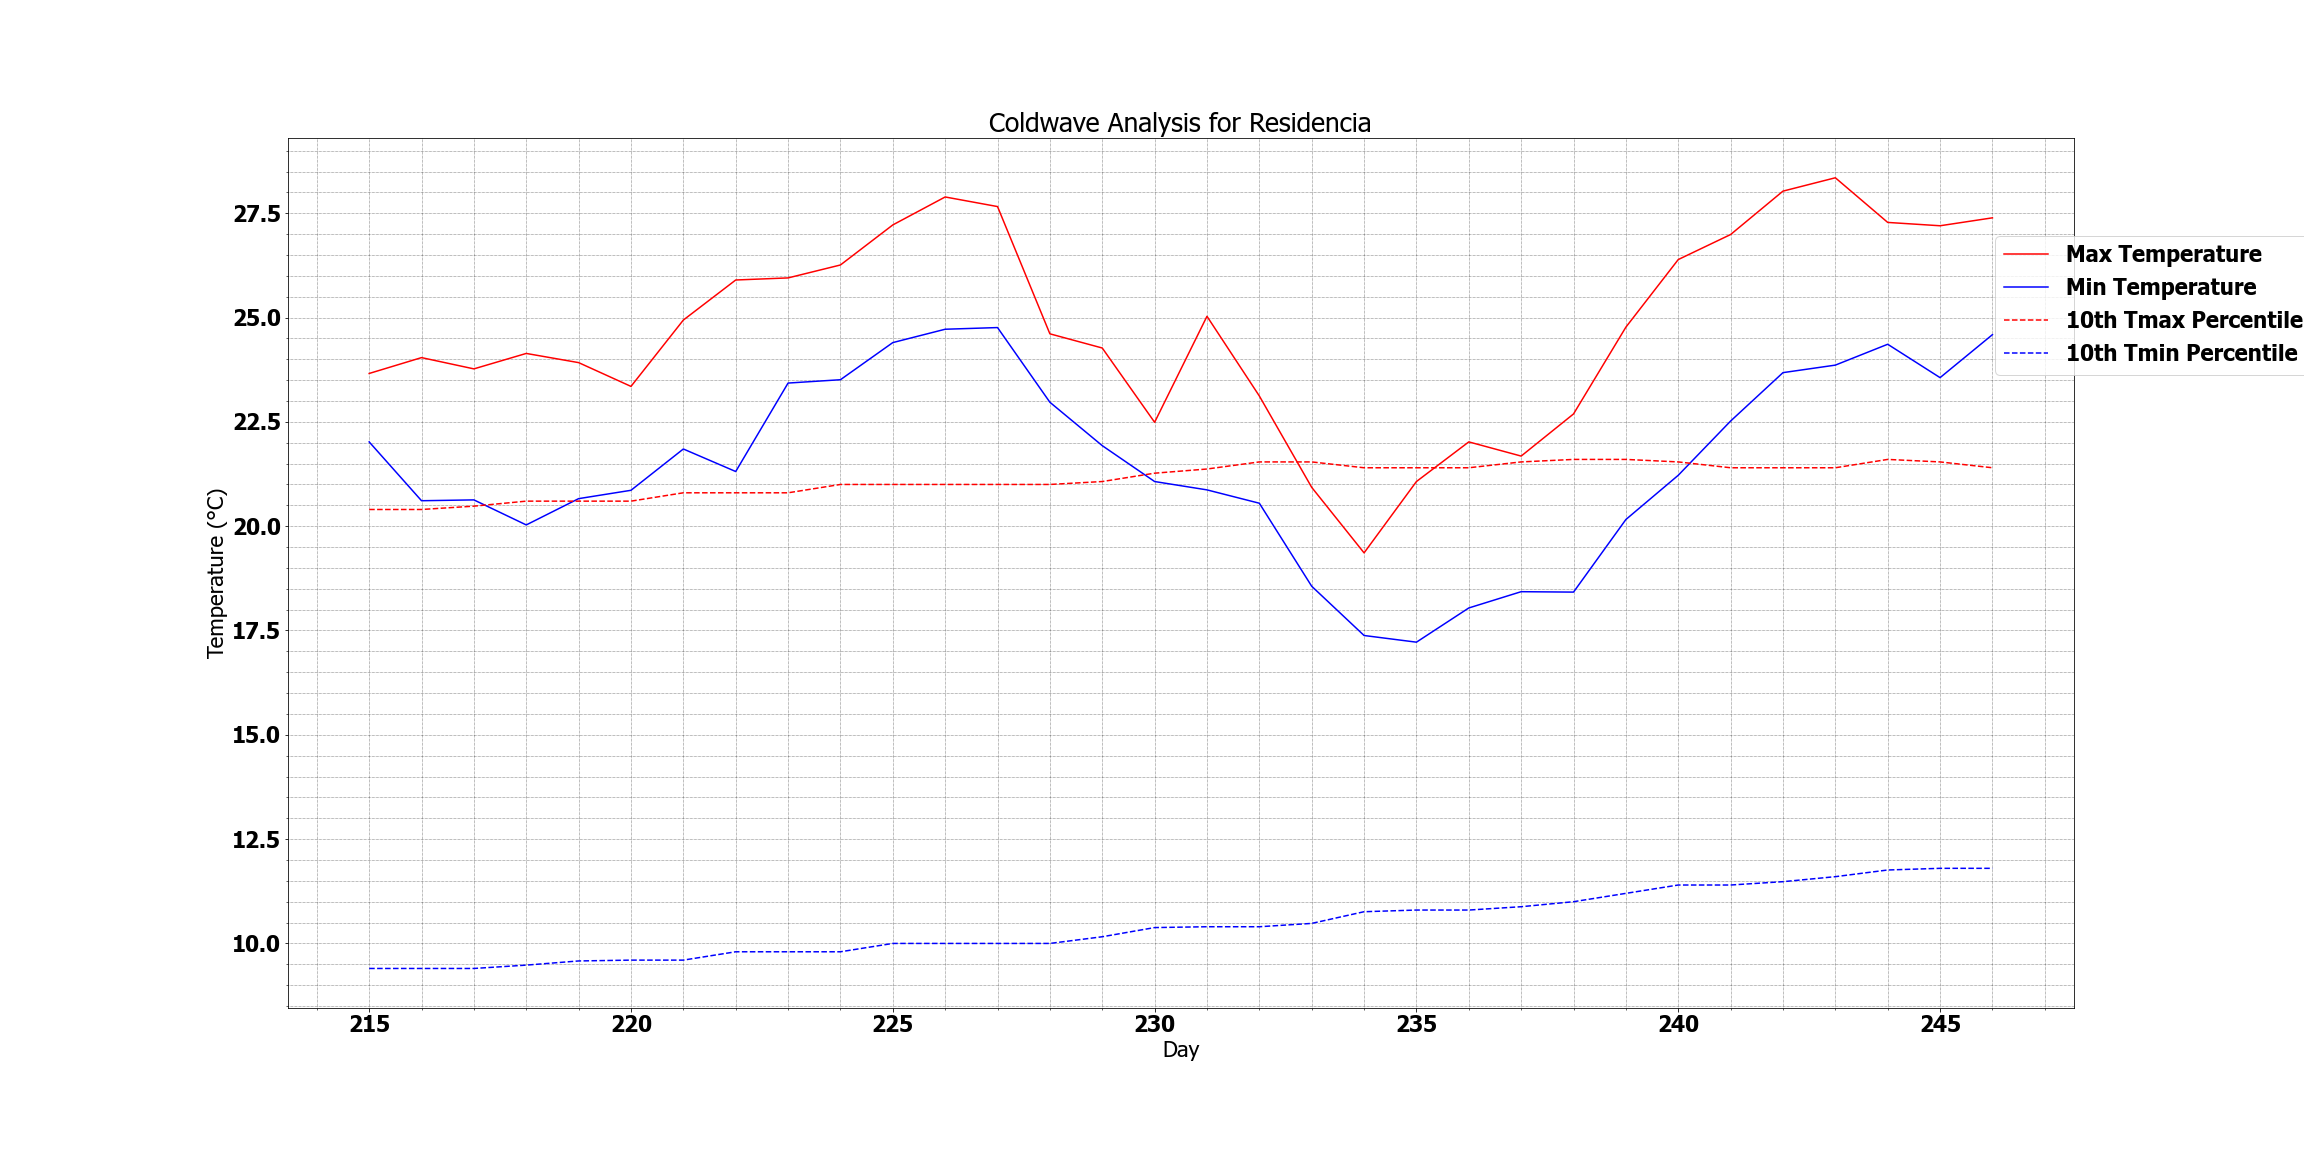 Coldwave Analysis for Residencia
27.5
25.0
22.5
20.0
17.5
15.0
12.5
10.0
Temperature (°C)
215 220 225 230 235 240 245
Day
Max Temperature
Min Temperature
10th Tmax Percentile
10th Tmin Percentile